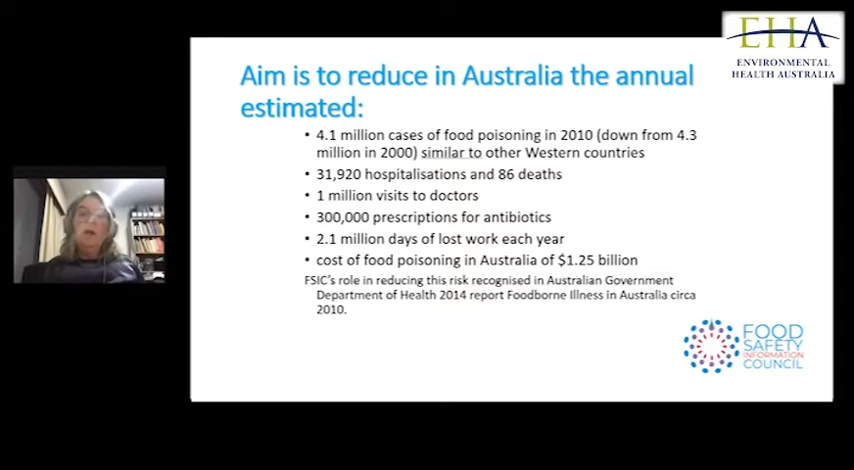 EHA
ENVIRONMENTAL
HEALTH AUSTRALIA
Aim is to reduce in Australia the annual
estimated:
• 4.1 million cases of food poisoning in 2010 (down from 4.3
million in 2000) similar to other Western countries
• 31,920 hospitalisations and 86 deaths
• 1 million visits to doctors
• 300,000 prescriptions for antibiotics
• 2.1 million days of lost work each year
• cost of food poisoning in Australia of $1.25 billion
FSIC's role in reducing this risk recognised in Australian Government
Department of Health 2014 report Foodborne Illness in Australia circa
2010.
FOOD
SAFETY
INFORMATION
COUNCIL